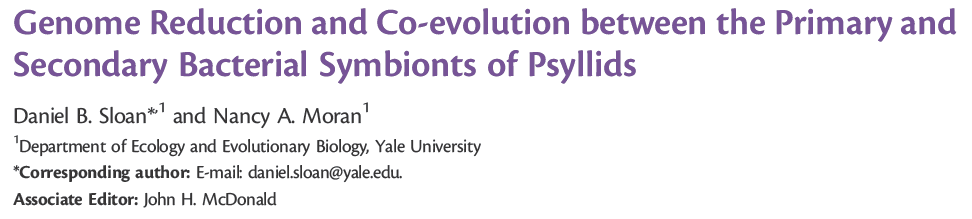 Genome Reduction and Co-evolution between the Primary and
Secondary Bacterial Symbionts of Psyllids
Daniel B. Sloan*,1 and Nancy A. Moran1
1Department of Ecology and Evolutionary Biology, Yale University
*Corresponding author: E-mail: daniel.sloan@yale.edu.
Associate Editor: John H. McDonald